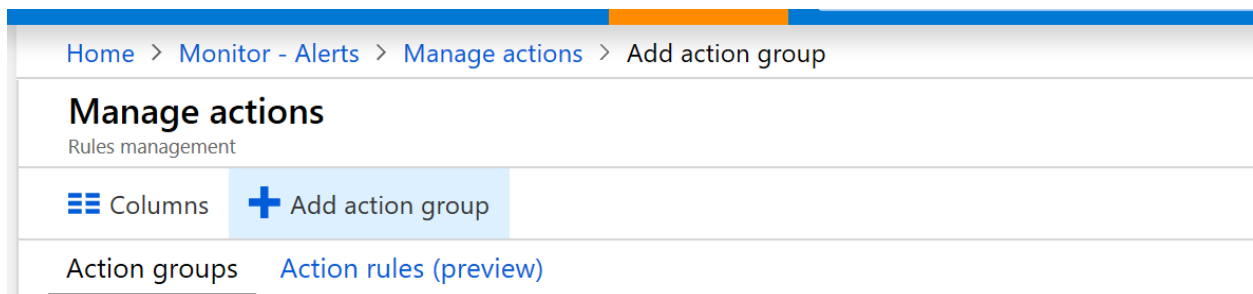 Home > Monitor - Alerts > Manage actions > Add action group
Manage actions
Rules management
Columns Add action group
Action groups Action rules (preview)